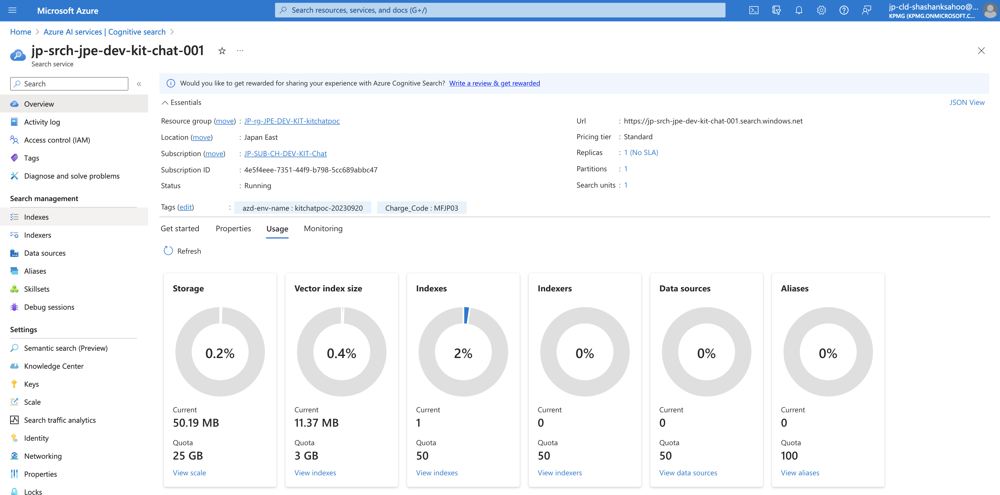 Microsoft Azure
Search resources, services, and docs (G+/)
jp-cld-shashanksahoo@...
KPMG (KPMG.ONMICROSOFT.C...
Home > Azure AI services | Cognitive search >
jp-srch-jpe-dev-kit-chat-001
Search service
Search
Overview
Activity log
Access control (IAM)
Tags
Diagnose and solve problems
Search management
Indexes
Indexers
Data sources
Aliases
Skillsets
Debug sessions
Settings
Semantic search (Preview)
Knowledge Center
Keys
Scale
Search traffic analytics
Identity
Networking
Properties
Locks
Would you like to get rewarded for sharing your experience with Azure Cognitive Search? Write a review & get rewarded
Essentials
JSON View
Resource group (move) : JP-rg-JPE-DEV-KIT-kitchatpoc
Location (move) : Japan East
Subscription (move) : JP-SUB-CH-DEV-KIT-Chat
Subscription ID : 4e5f4eee-7351-44f9-b798-5cc689abbc47
Status : Running
Url : https://jp-srch-jpe-dev-kit-chat-001.search.windows.net
Pricing tier : Standard
Replicas : 1 (No SLA)
Partitions : 1
Search units : 1
Tags (edit) : azd-env-name : kitchatpoc-20230920 Charge_Code : MFJP03
Get started Properties Usage Monitoring
Refresh
Storage
0.2%
Current
50.19 MB
Quota
25 GB
View scale
Vector index size
0.4%
Current
11.37 MB
Quota
3 GB
View indexes
Indexes
2%
Current
1
Quota
50
View indexes
Indexers
0%
Current
0
Quota
50
View indexers
Data sources
0%
Current
0
Quota
50
View data sources
Aliases
0%
Current
0
Quota
100
View aliases